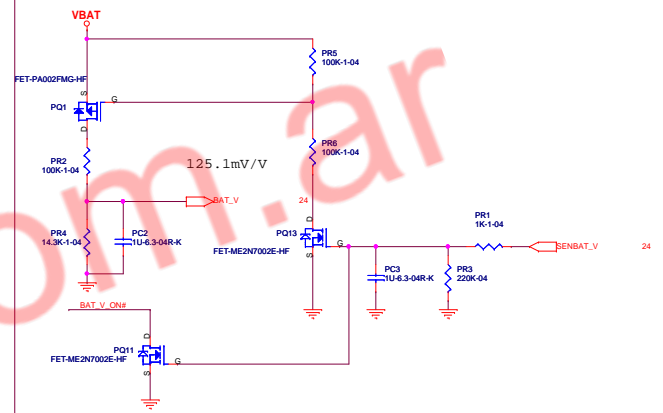 VBAT
PR5
100K-1-04
FET-PA002FMG-HF
S
G
PQ1
D
PR6
100K-1-04
PR2
100K-1-04
125.1mV/V
BAT_V
24
D
PR4
14.3K-1-04
PC2
1U-6.3-04R-K
PQ13
G
FET-ME2N7002E-HF
S
PR1
1K-1-04
SENBAT_V
24
PC3
1U-6.3-04R-K
PR3
220K-04
BAT_V_ON#
D
PQ11
FET-ME2N7002E-HF
G
S
om.ar